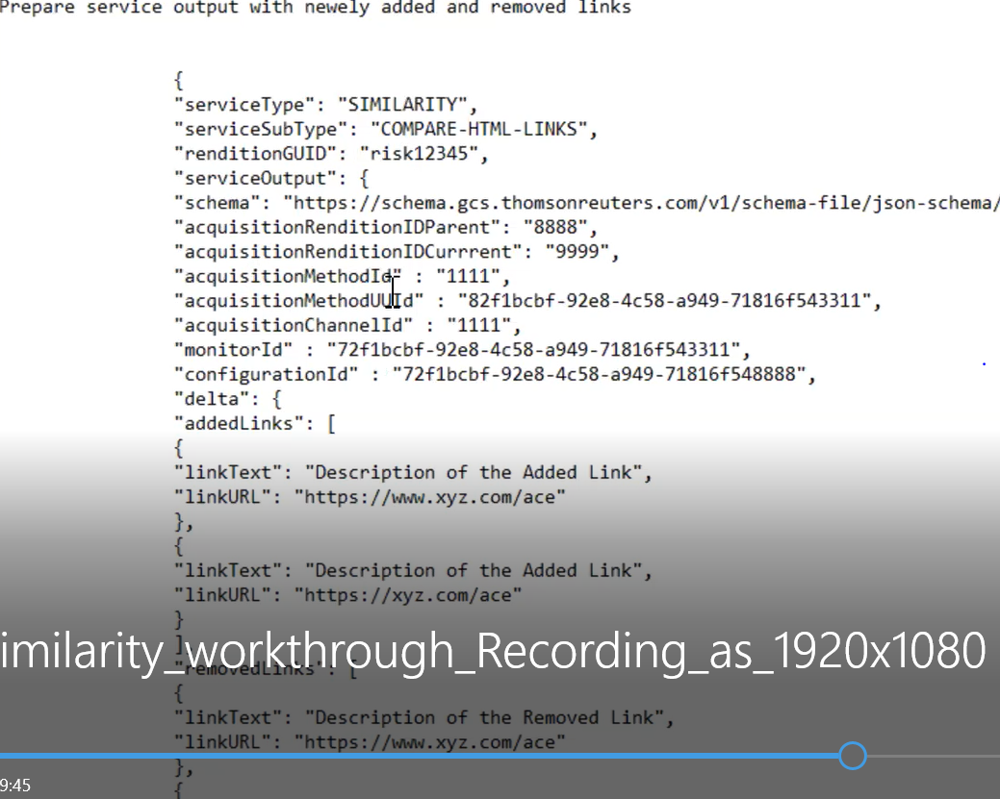 Prepare service output with newly added and removed links
{
"serviceType": "SIMILARITY",
"serviceSubType": "COMPARE-HTML-LINKS",
"renditionGUID": "risk12345",
"serviceOutput": {
"schema": "https://schema.gcs.thomsonreuters.com/v1/schema-file/json-schema/
"acquisitionRenditionIDParent": "8888",
"acquisitionRenditionIDCurrrent": "9999",
"acquisitionMethodId" : "1111",
"acquisitionMethodUUId" : "82f1bcbf-92e8-4c58-a949-71816f543311",
"acquisitionChannelId" : "1111",
"monitorId" : "72f1bcbf-92e8-4c58-a949-71816f543311",
"configurationId" : "72f1bcbf-92e8-4c58-a949-71816f548888",
"delta": {
"addedLinks": [
{
"linkText": "Description of the Added Link",
"linkURL": "https://www.xyz.com/ace"
},
{
"linkText": "Description of the Added Link",
"linkURL": "https://xyz.com/ace"
}
]
imilarity_workthrough_Recording_as_1920x1080
"removedLinks": [
{
"linkText": "Description of the Removed Link",
"linkURL": "https://www.xyz.com/ace"
},
{
9:45